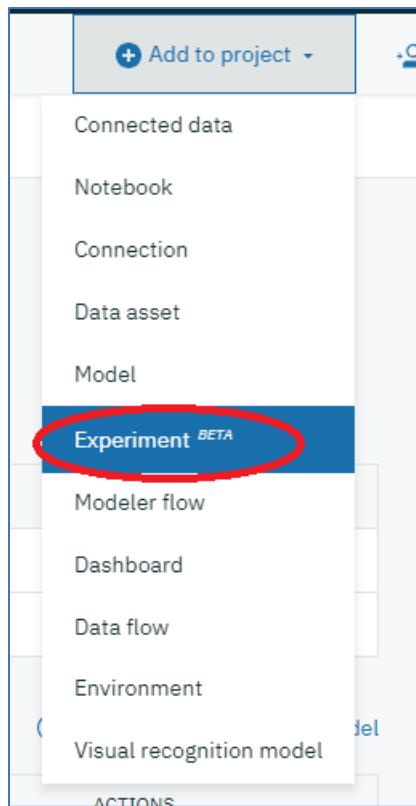 Add to project
Connected data
Notebook
Connection
Data asset
Model
Experiment BETA
Modeler flow
Dashboard
Data flow
Environment
Visual recognition model
ACTIONS